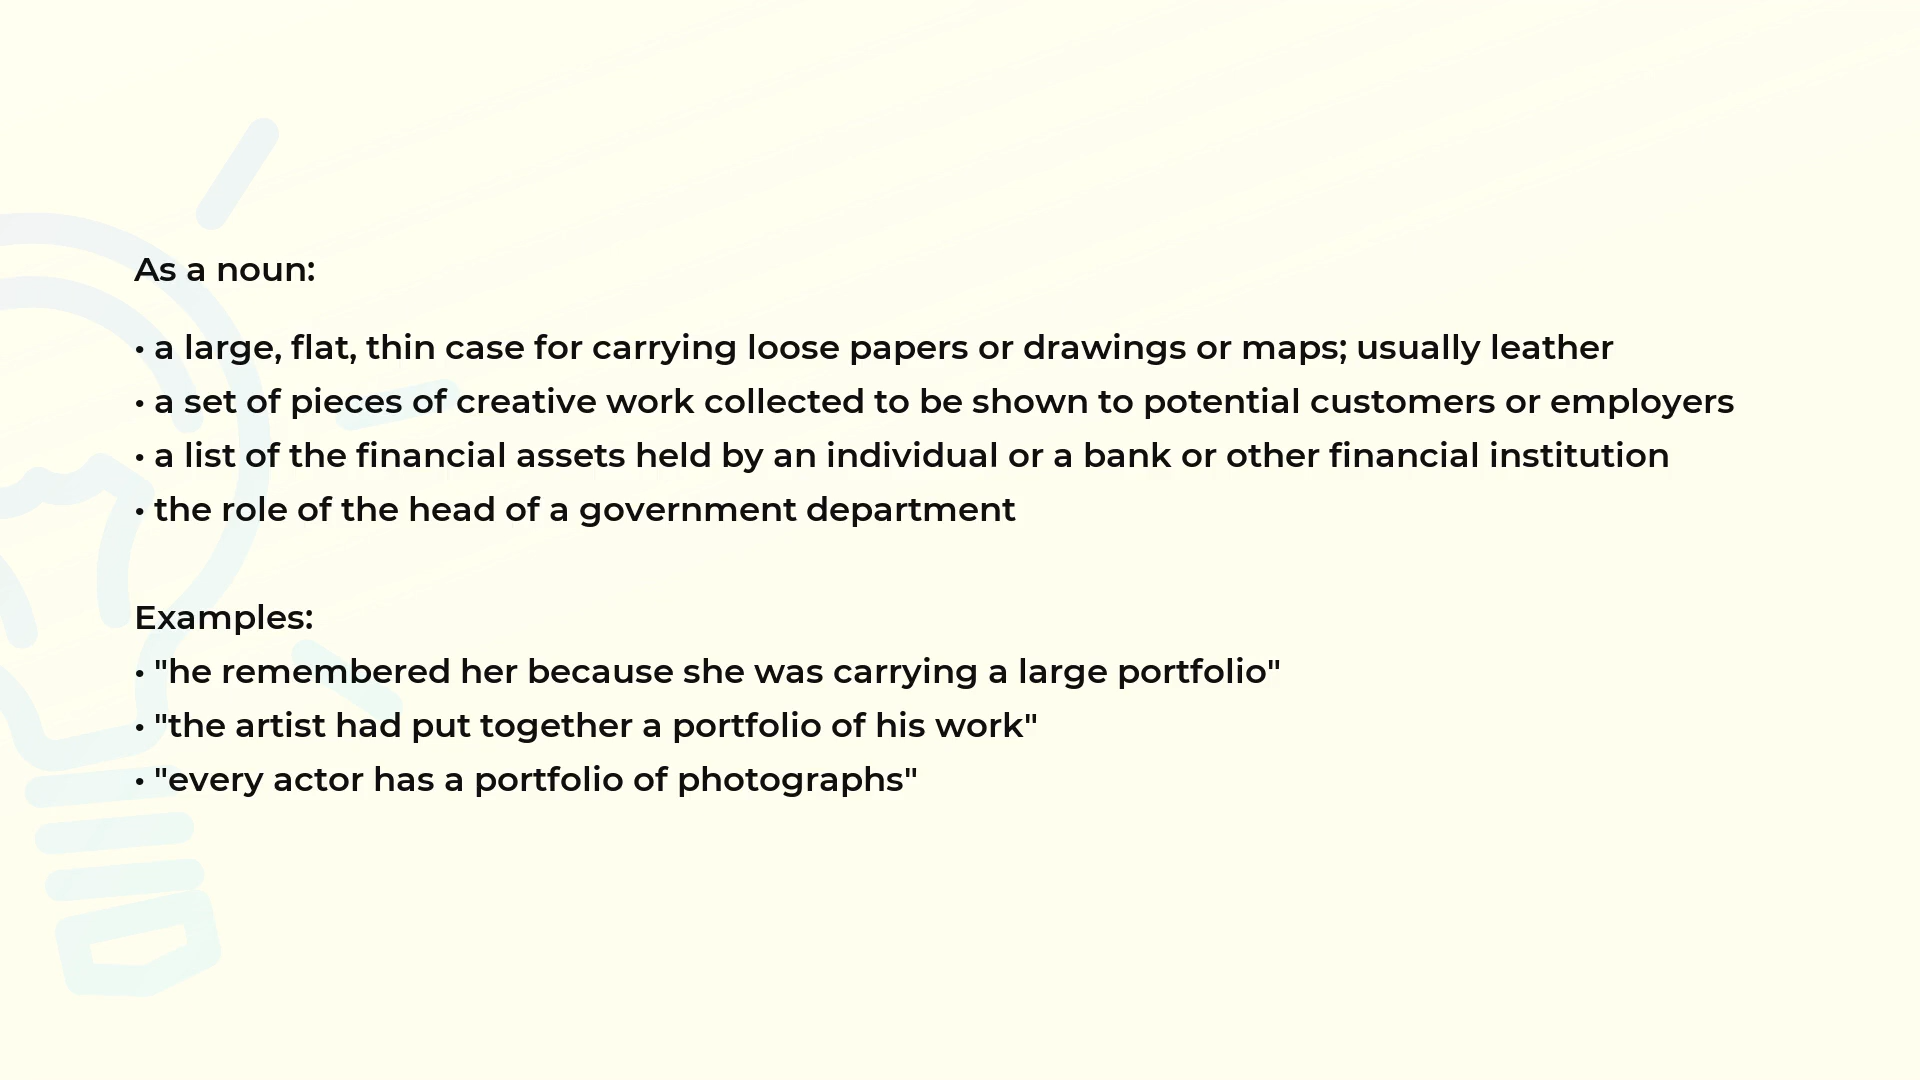 As a noun:
• a large, flat, thin case for carrying loose papers or drawings or maps; usually leather
• a set of pieces of creative work collected to be shown to potential customers or employers
• a list of the financial assets held by an individual or a bank or other financial institution
• the role of the head of a government department
Examples:
• "he remembered her because she was carrying a large portfolio"
• "the artist had put together a portfolio of his work"
• "every actor has a portfolio of photographs"